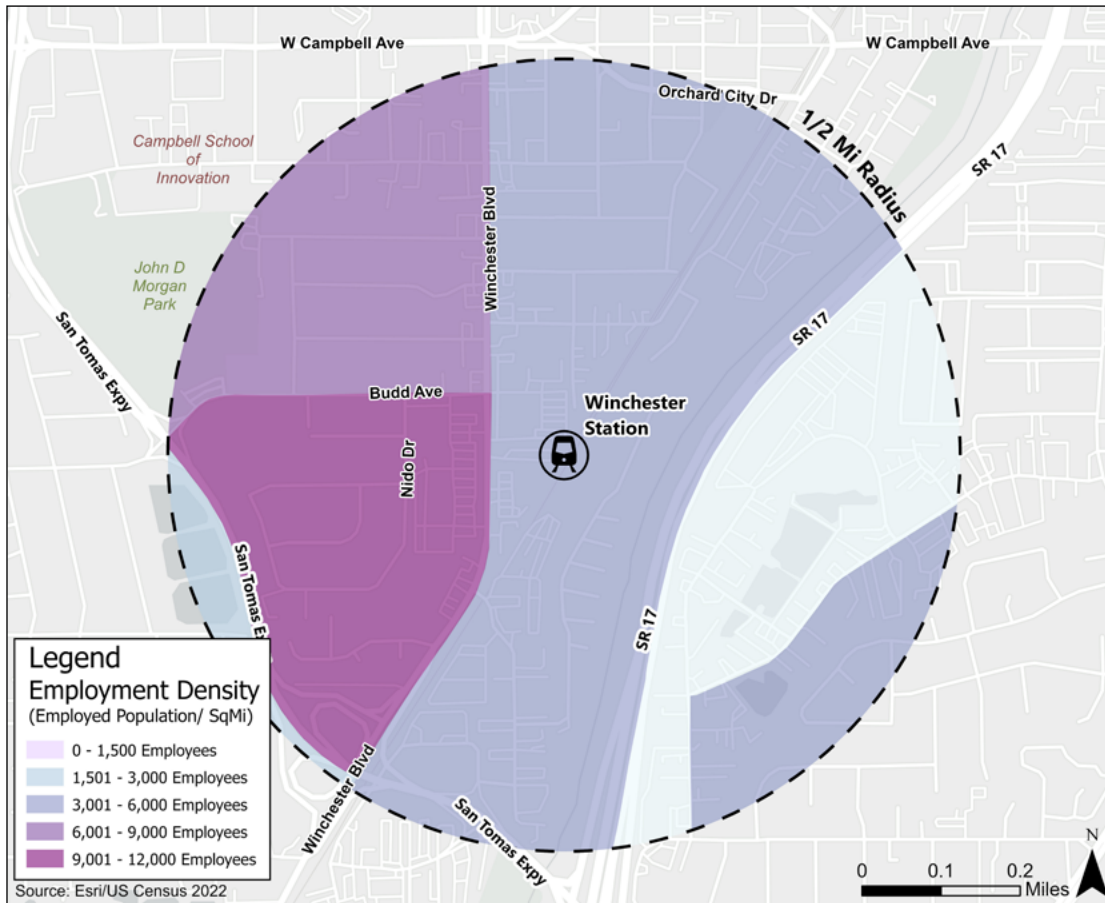 W Campbell Ave
W Campbell Ave
Orchard City Dr
1/2 Mi Radius
SR 17
Campbell School
of
Innovation
Winchester Blvd
John D
Morgan
Park
San Tomas Expy
SR 17
Budd Ave
Winchester
Station
Nido Dr
San Tomas Ex
SR 17
Legend
Employment Density
(Employed Population/ SqMi)
0 - 1,500 Employees
1,501 - 3,000 Employees
3,001 - 6,000 Employees
6,001 - 9,000 Employees
9,001 - 12,000 Employees
Winchester Blvd
San Tomas Expy
N
0 0.1 0.2
Miles
Source: Esri/US Census 2022